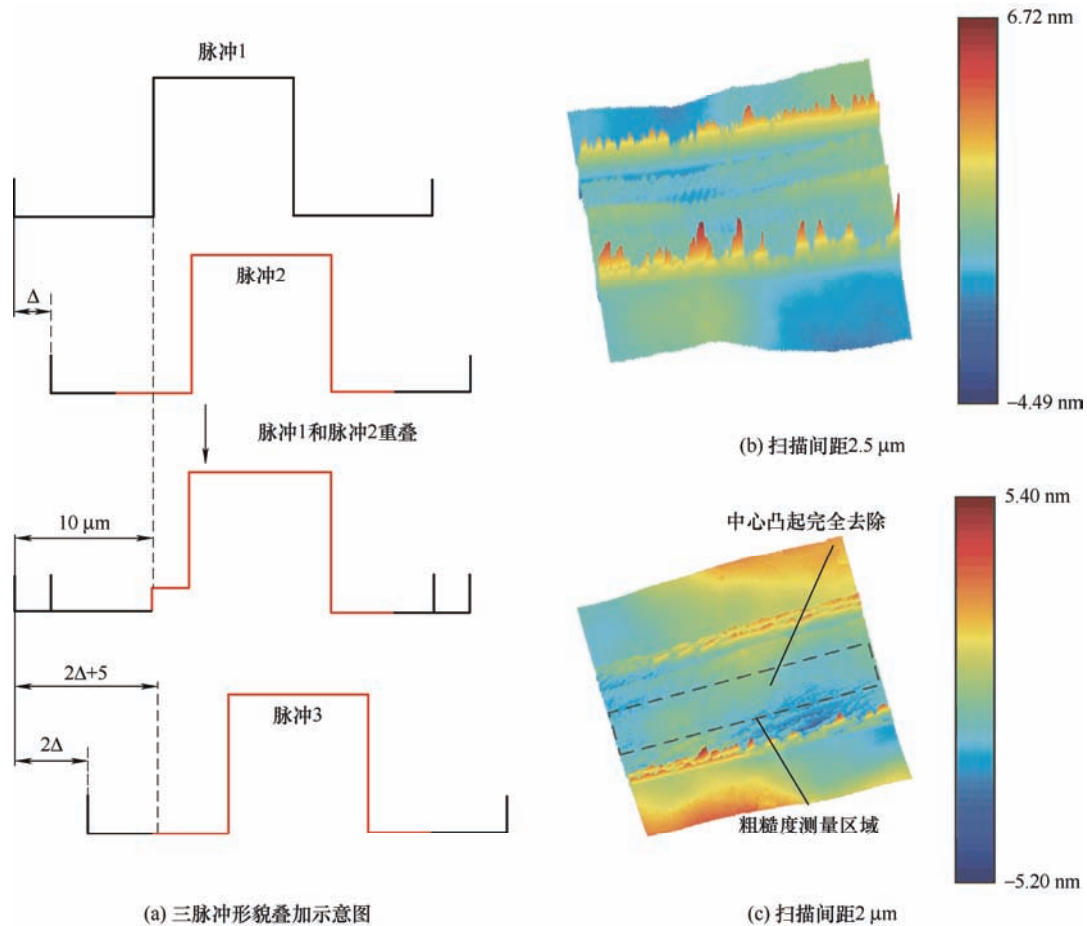 脉冲1
脉冲2
Δ
脉冲1和脉冲2重叠
10 μm
2Δ+5
脉冲3
2Δ
(a) 三脉冲形貌叠加示意图
6.72 nm
−4.49 nm
(b) 扫描间距2.5 μm
5.40 nm
中心凸起完全去除
粗糙度测量区域
−5.20 nm
(c) 扫描间距2 μm